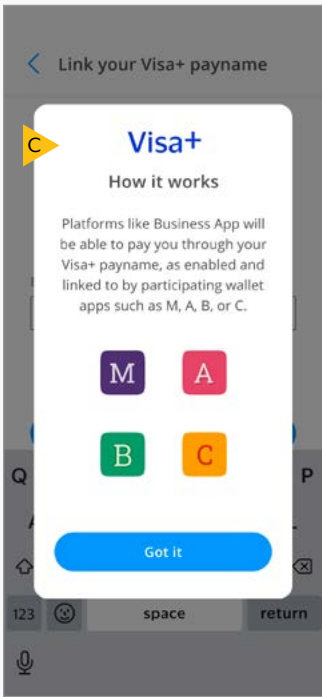 Link your Visa+ payname
C
Visa+
How it works
Platforms like Business App will
be able to pay you through your
Visa+ payname, as enabled and
linked to by participating wallet
apps such as M, A, B, or C.
M A
B C
Q P
Got it
123 space return